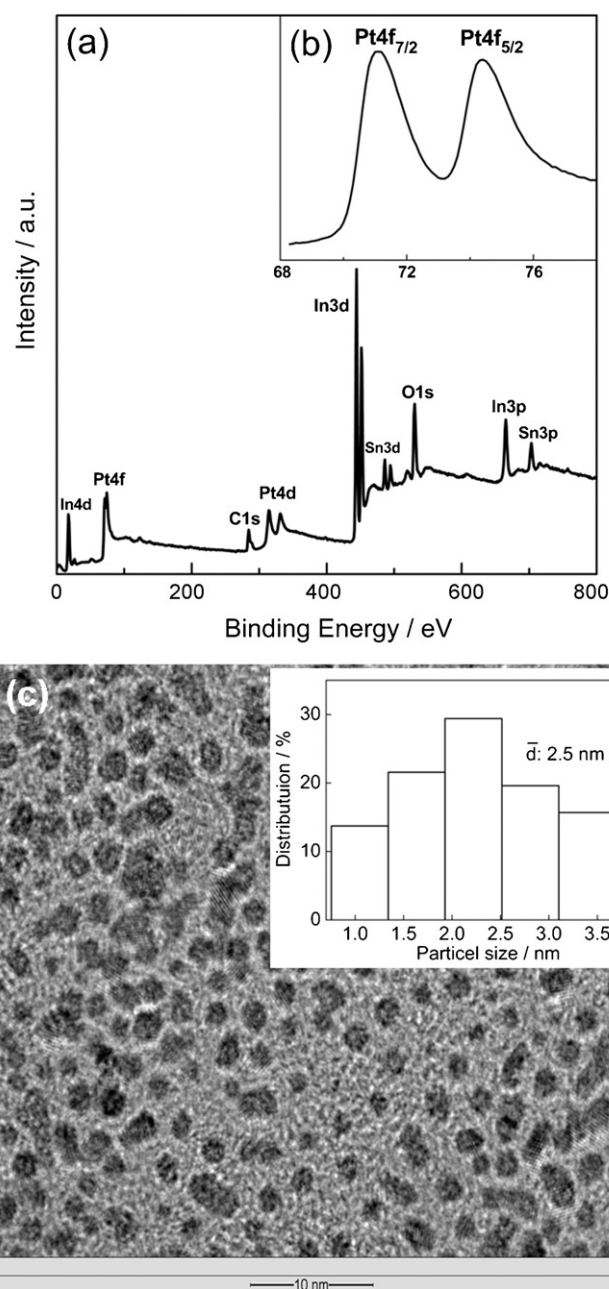 (a)
(b)
Pt4f7/2
Pt4f5/2
68
72
76
Intensity / a.u.
In3d
O1s
In3p
Sn3d
Sn3p
Pt4f
In4d
Pt4d
C1s
0
200
400
600
800
Binding Energy / eV
(c)
30
20
10
0
Distributuion / %
d̄: 2.5 nm
1.0
1.5
2.0
2.5
3.0
3.5
Particel size / nm
10 nm